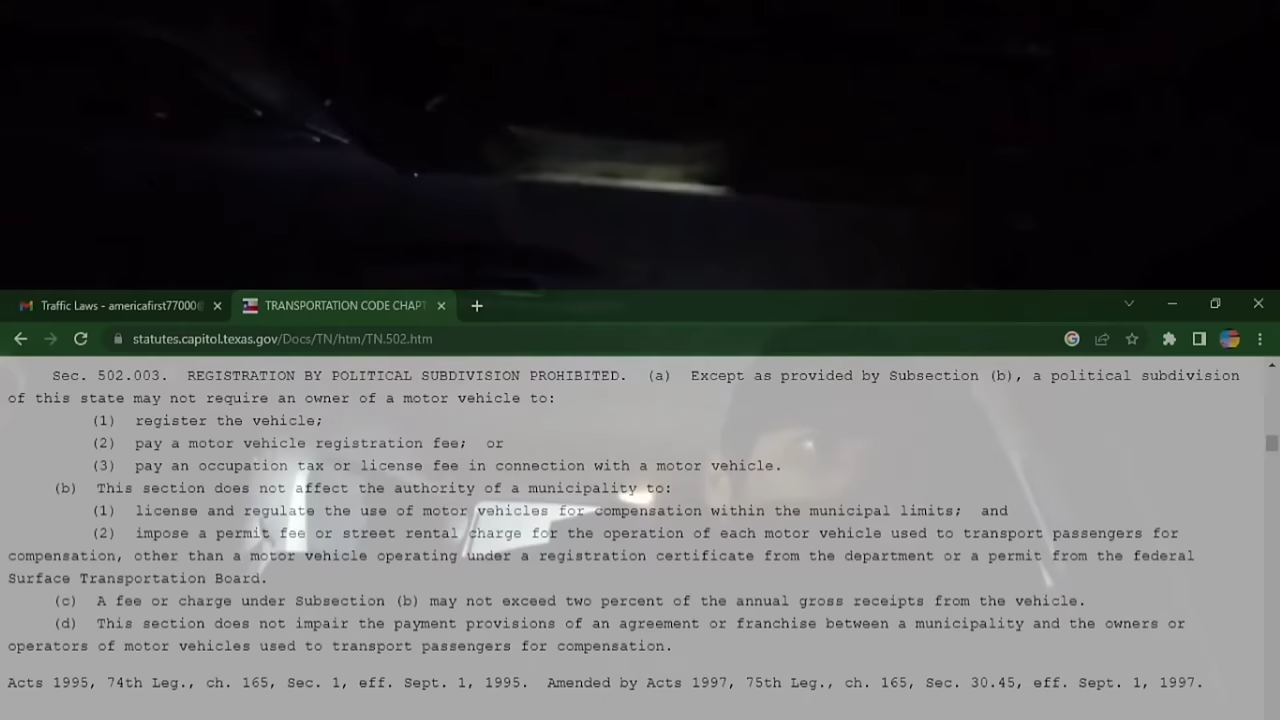 Traffic Laws - americafirst77000
TRANSPORTATION CODE CHAPT
statutes.capitol.texas.gov/Docs/TN/htm/TN.502.htm
Sec. 502.003. REGISTRATION BY POLITICAL SUBDIVISION PROHIBITED. (a) Except as provided by Subsection (b), a political subdivision
of this state may not require an owner of a motor vehicle to:
(1) register the vehicle;
(2) pay a motor vehicle registration fee; or
(3) pay an occupation tax or license fee in connection with a motor vehicle.
(b) This section does not affect the authority of a municipality to:
(1) license and regulate the use of motor vehicles for compensation within the municipal limits; and
(2) impose a permit fee or street rental charge for the operation of each motor vehicle used to transport passengers for
compensation, other than a motor vehicle operating under a registration certificate from the department or a permit from the federal
Surface Transportation Board.
(c) A fee or charge under Subsection (b) may not exceed two percent of the annual gross receipts from the vehicle.
(d) This section does not impair the payment provisions of an agreement or franchise between a municipality and the owners or
operators of motor vehicles used to transport passengers for compensation.
Acts 1995, 74th Leg., ch. 165, Sec. 1, eff. Sept. 1, 1995. Amended by Acts 1997, 75th Leg., ch. 165, Sec. 30.45, eff. Sept. 1, 1997.